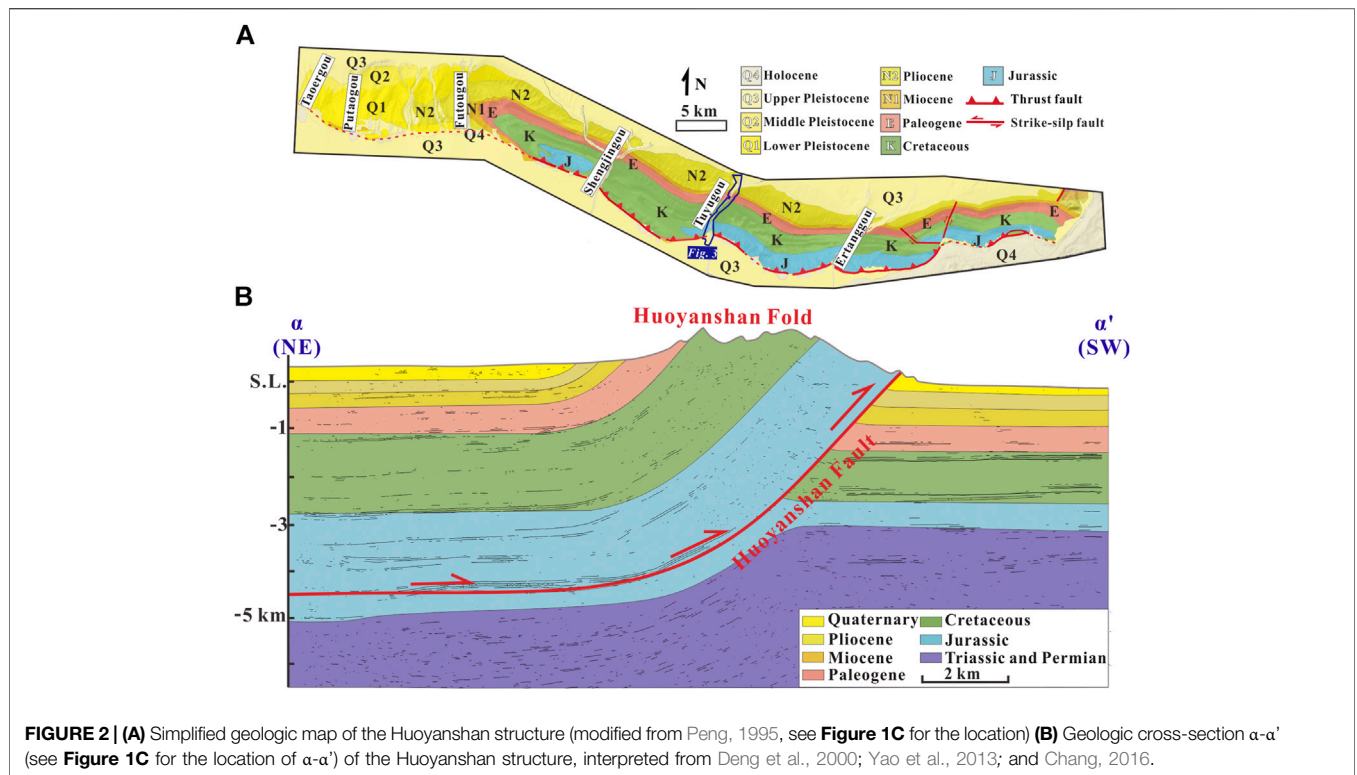 A
Taoergou
Putaogou
Futougou
Shengjingou
Tuyugou
Ertanggou
Q3
Q2
Q1
N2
N1
E
Q4
Q3
N2
K
J
E
N2
K
E
N2
K
Q3
J
Q3
E
K
E
K
J
Q4
Fig. 3
N
5 km
Q4 Holocene
Q3 Upper Pleistocene
Q2 Middle Pleistocene
Q1 Lower Pleistocene
N2 Pliocene
N1 Miocene
E Paleogene
K Cretaceous
J Jurassic
Thrust fault
Strike-silp fault
B
Huoyanshan Fold
α
(NE)
α'
(SW)
S.L.
-1
-3
-5 km
Huoyanshan Fault
Quaternary
Pliocene
Miocene
Paleogene
Cretaceous
Jurassic
Triassic and Permian
2 km
FIGURE 2 | (A) Simplified geologic map of the Huoyanshan structure (modified from Peng, 1995, see Figure 1C for the location) (B) Geologic cross-section α-α’
(see Figure 1C for the location of α-α’) of the Huoyanshan structure, interpreted from Deng et al., 2000; Yao et al., 2013; and Chang, 2016.